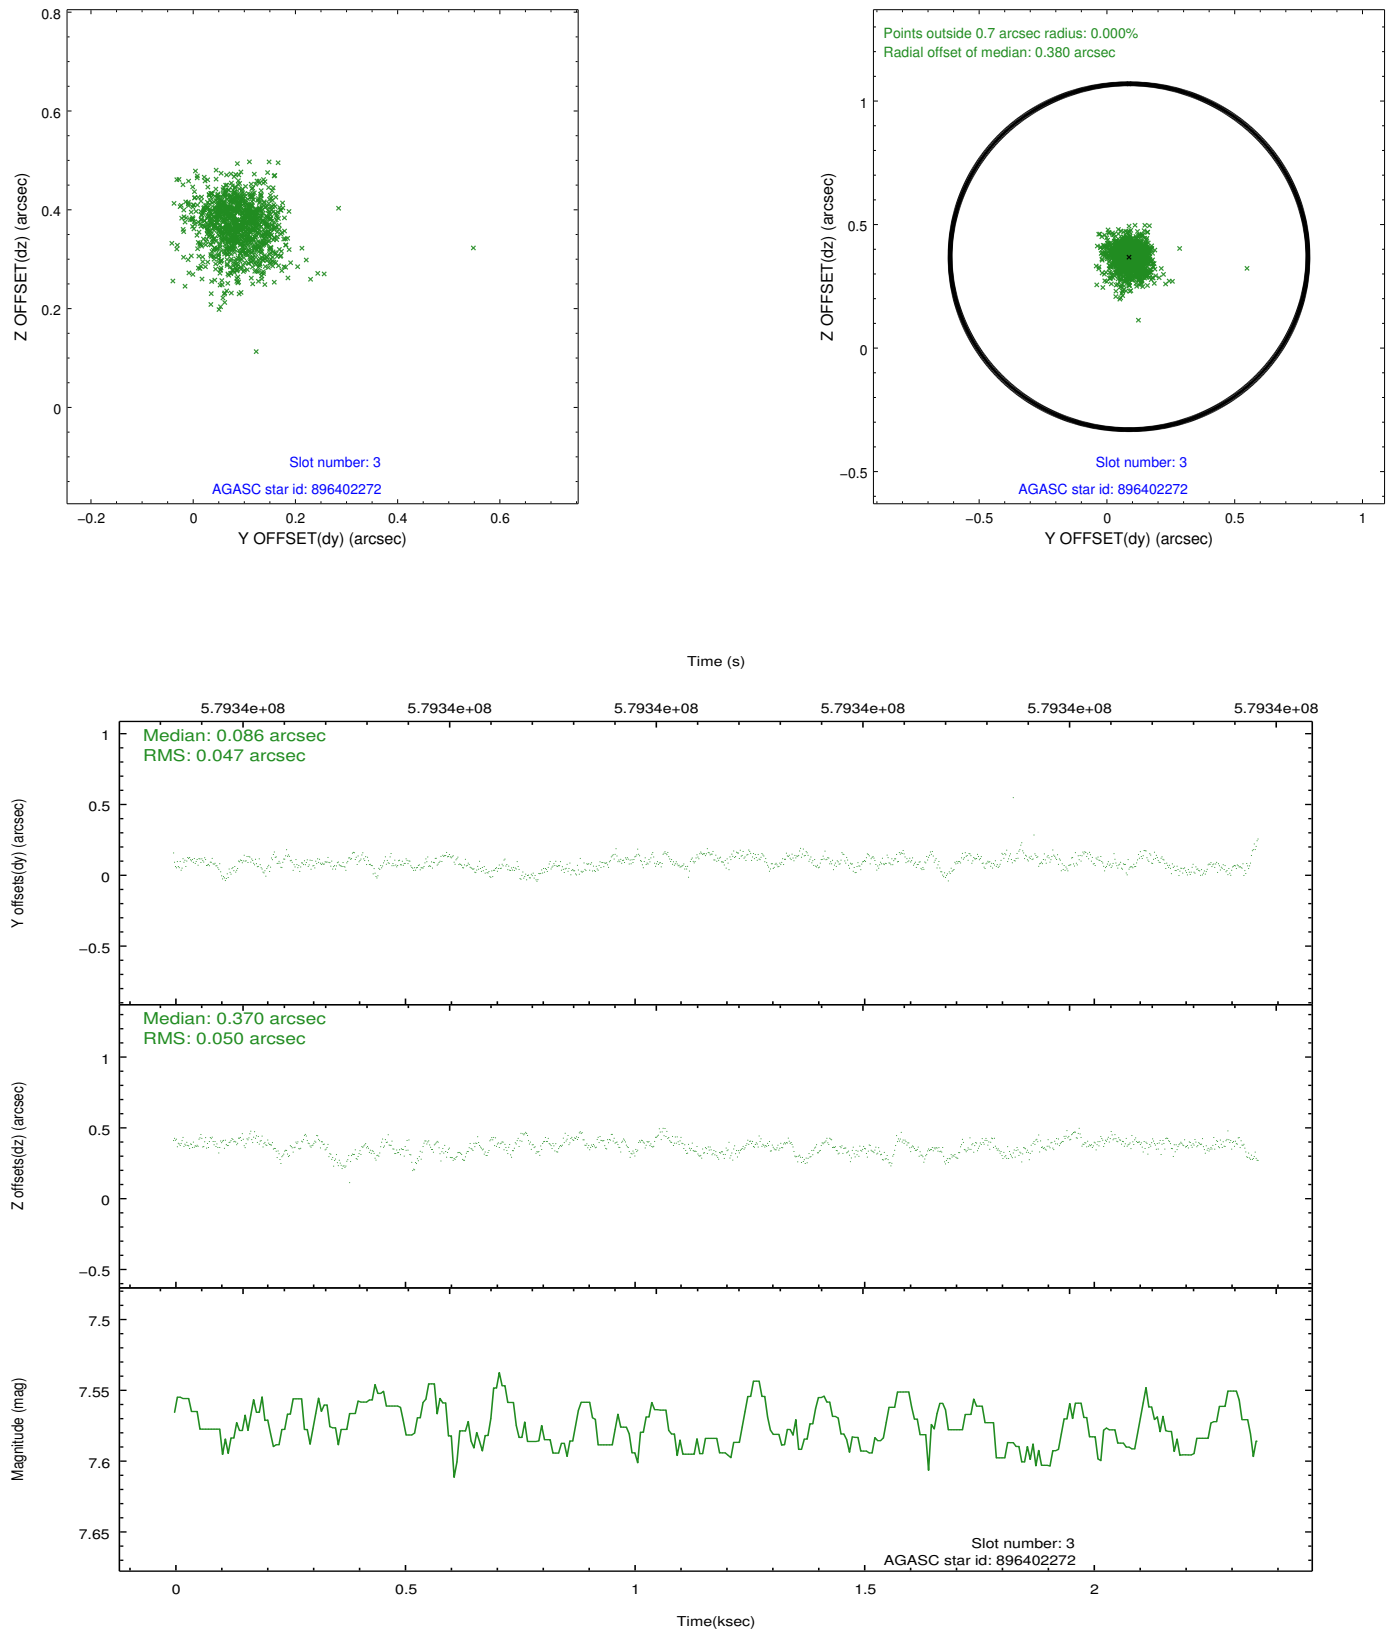 0.8
0.6
0.4
0.2
0
Z OFFSET(dz) (arcsec)
Slot number: 3
AGASC star id: 896402272
−0.2 0 0.2 0.4 0.6
Y OFFSET(dy) (arcsec)
Points outside 0.7 arcsec radius: 0.000%
Radial offset of median: 0.380 arcsec
1
0.5
0
−0.5
Z OFFSET(dz) (arcsec)
Slot number: 3
AGASC star id: 896402272
−0.5 0 0.5 1
Y OFFSET(dy) (arcsec)
Time (s)
5.7934e+08 5.7934e+08 5.7934e+08 5.7934e+08 5.7934e+08 5.7934e+08
Median: 0.086 arcsec
RMS: 0.047 arcsec
1
0.5
0
−0.5
Y offsets(dy) (arcsec)
Median: 0.370 arcsec
RMS: 0.050 arcsec
1
0.5
0
−0.5
Z offsets(dz) (arcsec)
7.5
7.55
7.6
7.65
Magnitude (mag)
Slot number: 3
AGASC star id: 896402272
0 0.5 1 1.5 2
Time(ksec)